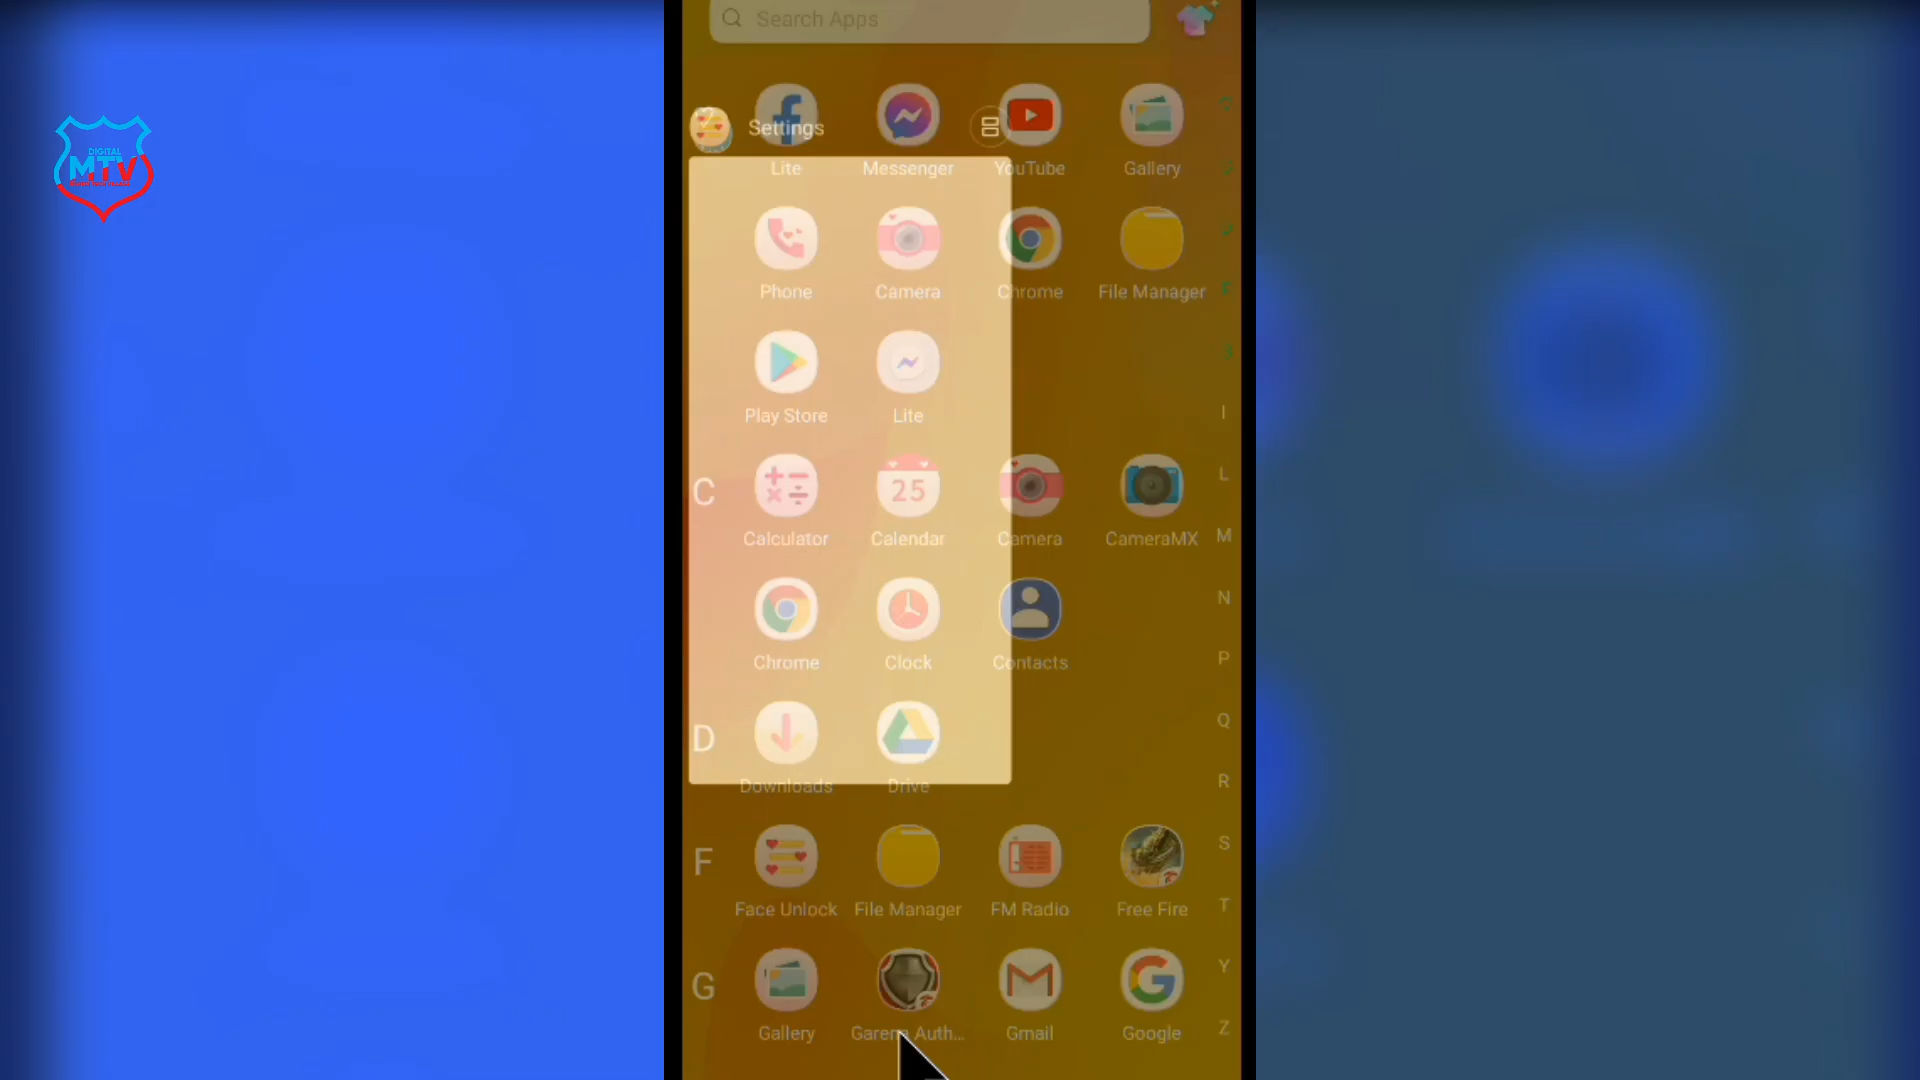 Search Apps
DIGITAL
MTV
Settings
Lite Messenger YouTube Gallery
Phone Camera Chrome File Manager
Play Store Lite
I
L
C
25
Calculator Calendar Camera CameraMX M
N
Chrome Clock Contacts P
Q
D
Downloads Drive R
S
F
Face Unlock File Manager FM Radio Free Fire T
Y
G
Gallery Garena Auth... Gmail Google Z